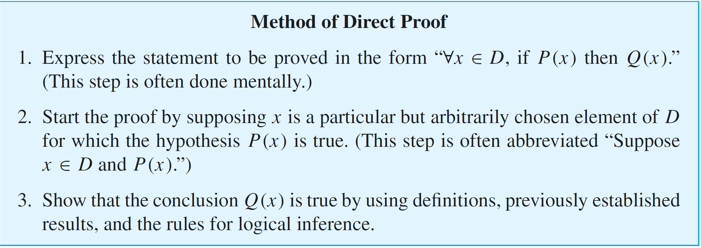 Method of Direct Proof
1. Express the statement to be proved in the form “∀x ∈ D, if P(x) then Q(x).”
(This step is often done mentally.)
2. Start the proof by supposing x is a particular but arbitrarily chosen element of D
for which the hypothesis P(x) is true. (This step is often abbreviated “Suppose
x ∈ D and P(x).”)
3. Show that the conclusion Q(x) is true by using definitions, previously established
results, and the rules for logical inference.